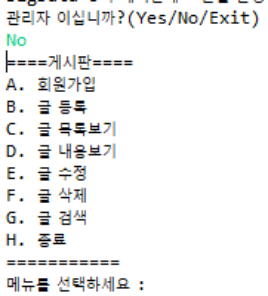 관리자 이십니까?(Yes/No/Exit)
No
====게시판====
A. 회원가입
B. 글 등록
C. 글 목록보기
D. 글 내용보기
E. 글 수정
F. 글 삭제
G. 글 검색
H. 종료
===========
메뉴를 선택하세요 :